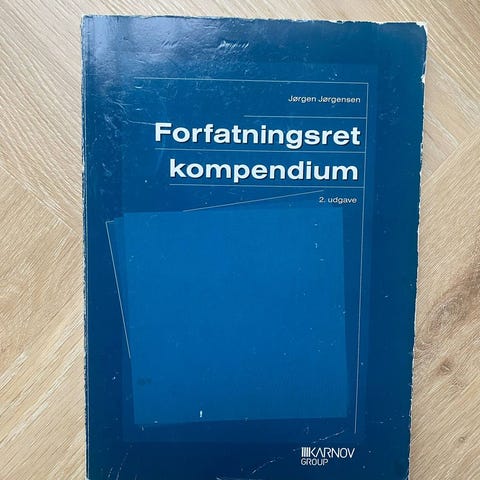 Jørgen Jørgensen
Forfatningsret
kompendium
2. udgave
KARNOV
GROUP